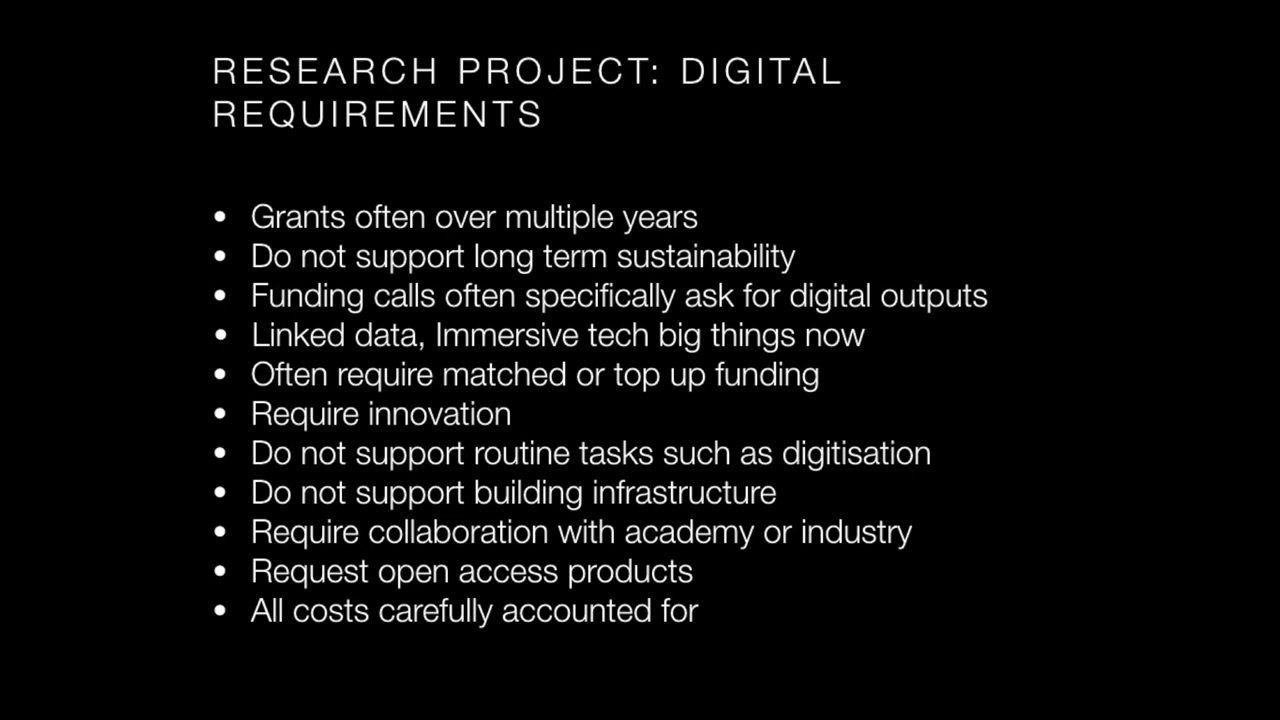 RESEARCH PROJECT: DIGITAL
REQUIREMENTS
• Grants often over multiple years
• Do not support long term sustainability
• Funding calls often specifically ask for digital outputs
• Linked data, Immersive tech big things now
• Often require matched or top up funding
• Require innovation
• Do not support routine tasks such as digitisation
• Do not support building infrastructure
• Require collaboration with academy or industry
• Request open access products
• All costs carefully accounted for